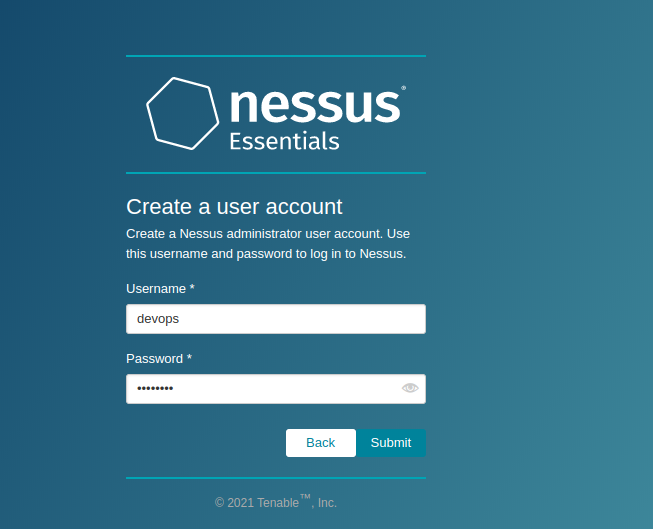 nessus®
Essentials
Create a user account
Create a Nessus administrator user account. Use
this username and password to log in to Nessus.
Username *
devops
Password *
••••••••
Back Submit
© 2021 Tenable™, Inc.